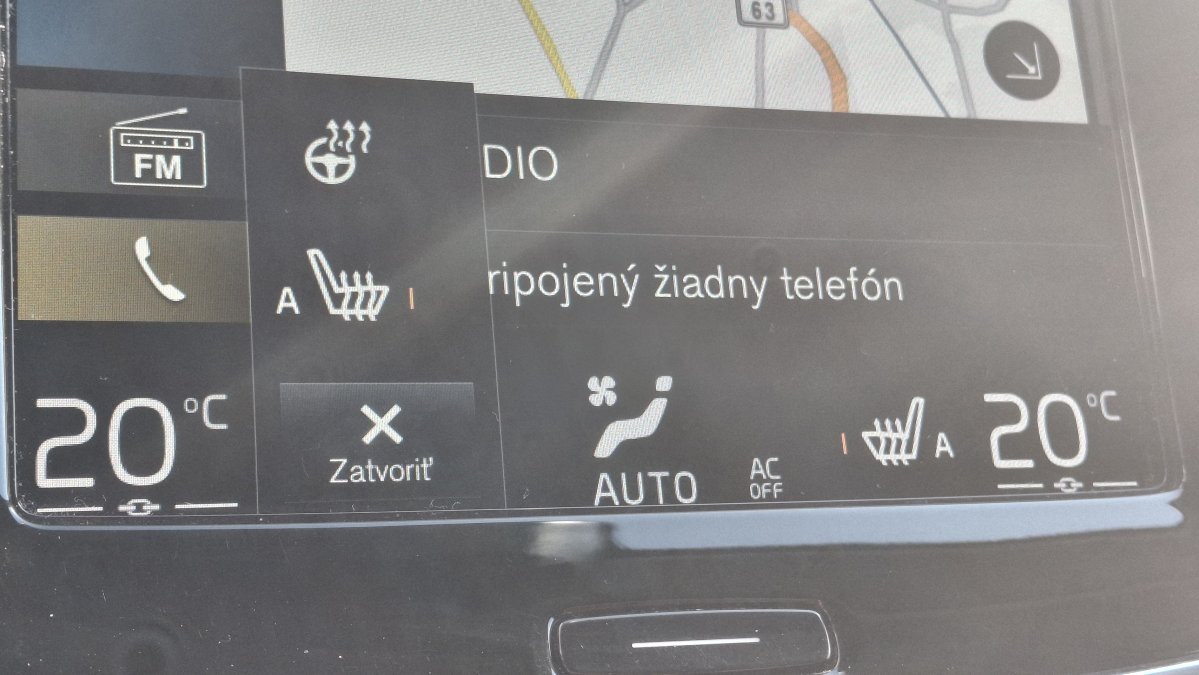 63
FM
DIO
ripojený žiadny telefón
A
20 °C
Zatvoriť
AUTO
AC
OFF
A
20 °C